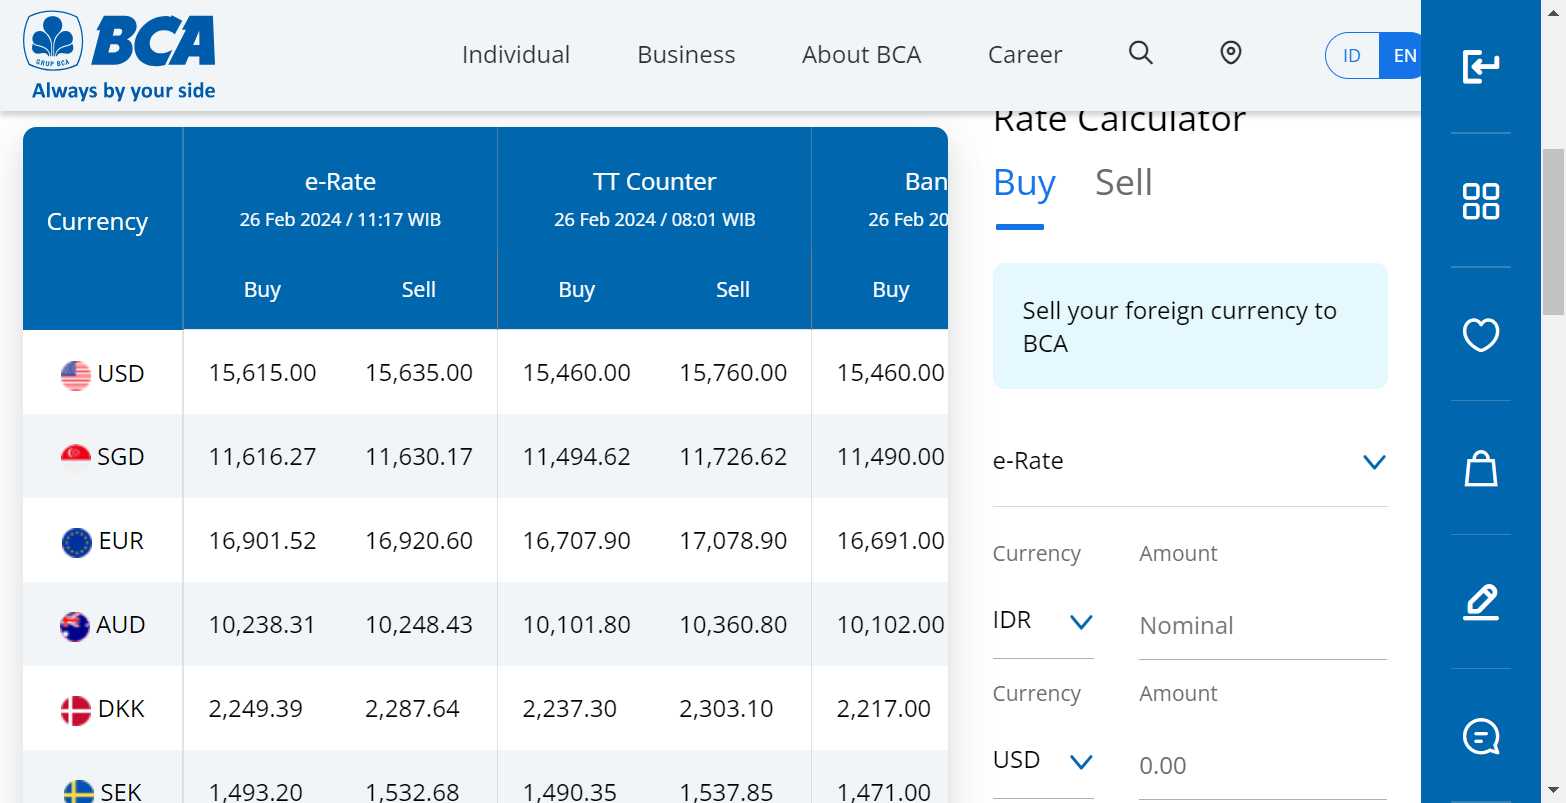 GRUP BCA
BCA
Always by your side
Individual Business About BCA Career ID EN
Currency
e-Rate
26 Feb 2024 / 11:17 WIB
Buy Sell
TT Counter
26 Feb 2024 / 08:01 WIB
Buy Sell
Ban
26 Feb 20
Buy
USD 15,615.00 15,635.00 15,460.00 15,760.00 15,460.00
SGD 11,616.27 11,630.17 11,494.62 11,726.62 11,490.00
EUR 16,901.52 16,920.60 16,707.90 17,078.90 16,691.00
AUD 10,238.31 10,248.43 10,101.80 10,360.80 10,102.00
DKK 2,249.39 2,287.64 2,237.30 2,303.10 2,217.00
SEK 1,493.20 1,532.68 1,490.35 1,537.85 1,471.00
Rate Calculator
Buy Sell
Sell your foreign currency to
BCA
e-Rate
Currency Amount
IDR Nominal
Currency Amount
USD 0.00